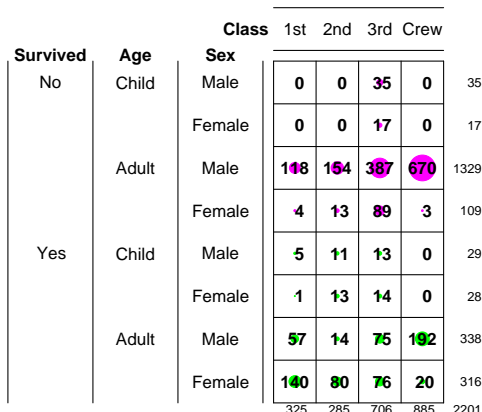 Class 1st 2nd 3rd Crew
Survived Age Sex
No Child Male 0 0 35 0 35
Female 0 0 17 0 17
Adult Male 118 154 387 670 1329
Female 4 13 89 3 109
Yes Child Male 5 11 13 0 29
Female 1 13 14 0 28
Adult Male 57 14 75 192 338
Female 140 80 76 20 316
325 285 706 885 2201